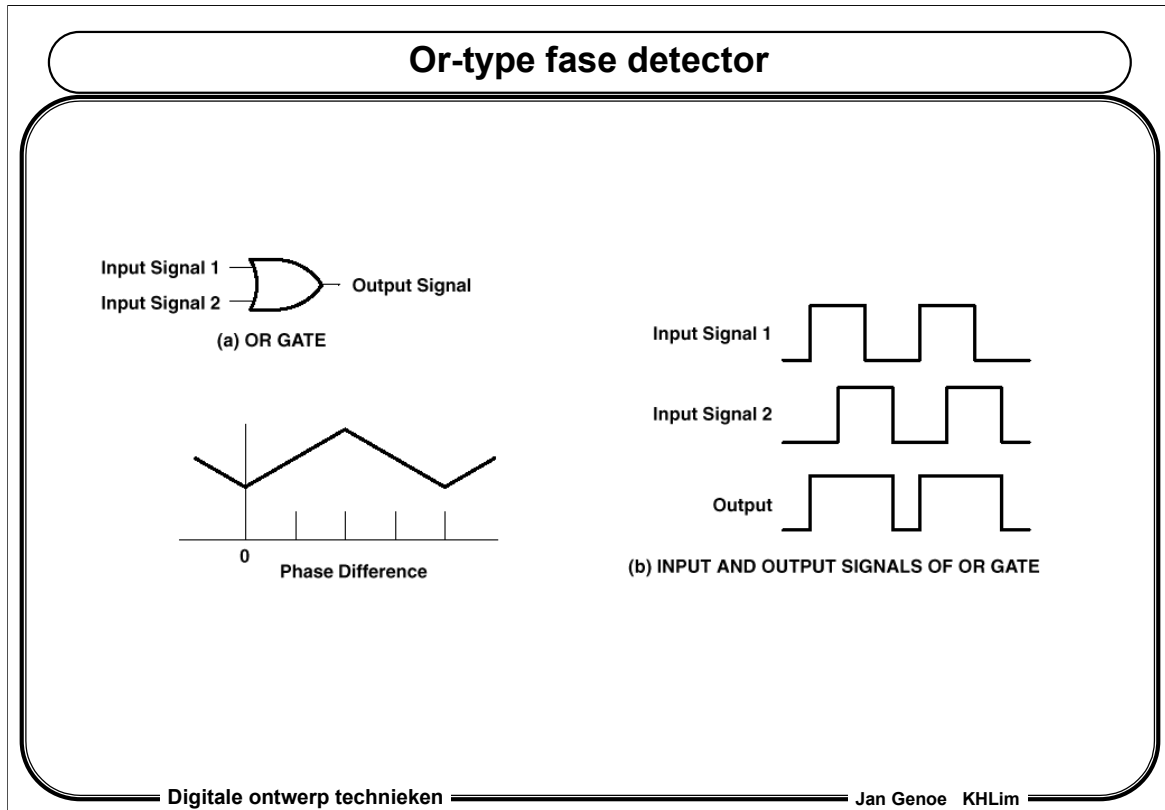 Or-type fase detector
Input Signal 1
Input Signal 2
Output Signal
(a) OR GATE
0
Phase Difference
Input Signal 1
Input Signal 2
Output
(b) INPUT AND OUTPUT SIGNALS OF OR GATE
Digitale ontwerp technieken
Jan Genoe KHLim